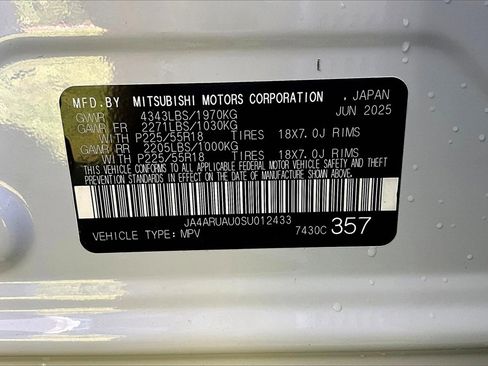 MFD.BY MITSUBISHI MOTORS CORPORATION , JAPAN
GVWR 4343LBS/1970KG JUN 2025
GAWR FR 2271LBS/1030KG
WITH P225/55R18 TIRES 18X7.0J RIMS
GAWR RR 2205LBS/1000KG
WITH P225/55R18 TIRES 18X7.0J RIMS
THIS VEHICLE CONFORMS TO ALL APPLICABLE FEDERAL MOTOR VEHICLE SAFETY AND THEFT
PREVENTION STANDARDS IN EFFECT ON THE DATE OF MANUFACTURE SHOWN ABOVE.
JA4ARUAU0SU012433
VEHICLE TYPE: MPV 7430C 357